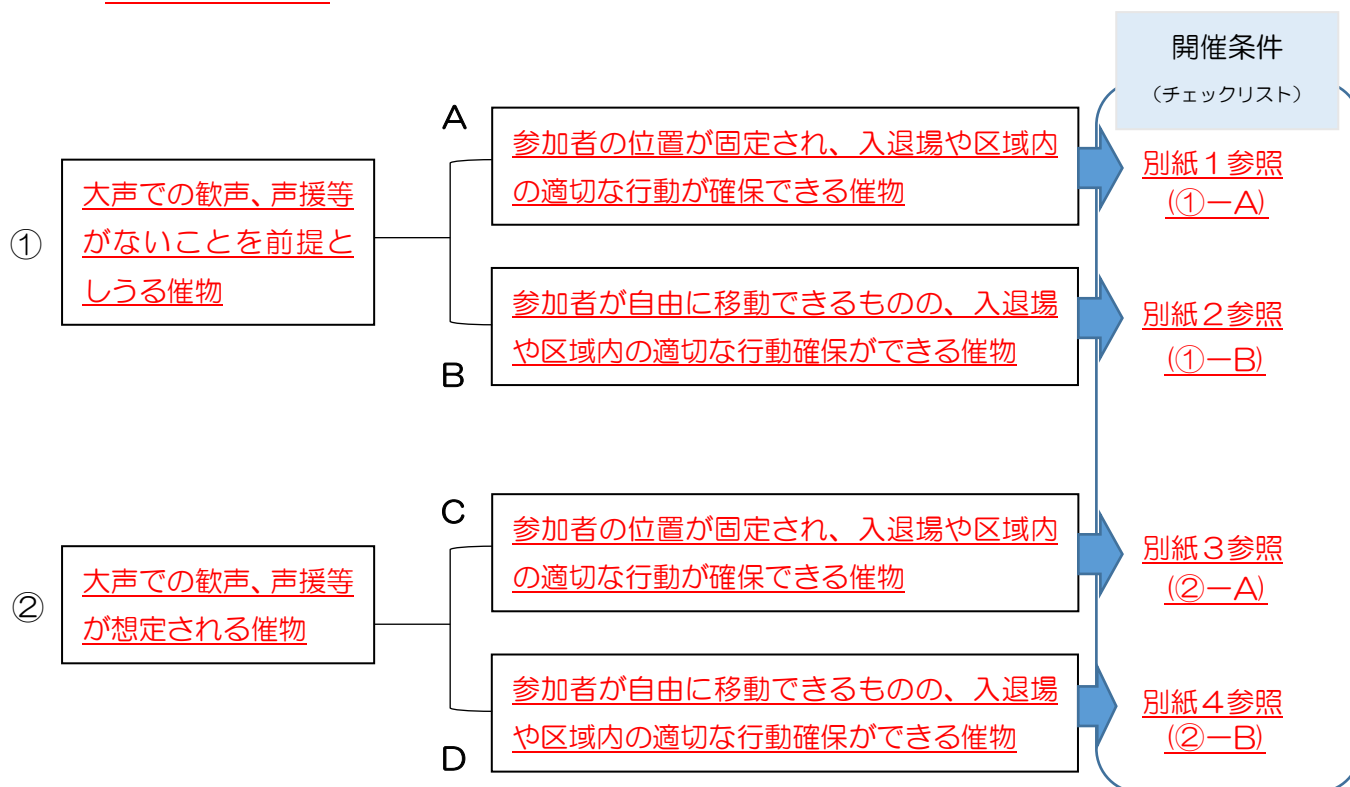 開催条件
（チェックリスト）
A
参加者の位置が固定され、入退場や区域内
の適切な行動が確保できる催物
別紙１参照
(①－A)
①
大声での歓声、声援等
がないことを前提と
しうる催物
参加者が自由に移動できるものの、入退場
や区域内の適切な行動確保ができる催物
B
別紙２参照
(①－B)
C
参加者の位置が固定され、入退場や区域内
の適切な行動が確保できる催物
別紙３参照
(②－A)
②
大声での歓声、声援等
が想定される催物
参加者が自由に移動できるものの、入退場
や区域内の適切な行動確保ができる催物
D
別紙４参照
(②－B)